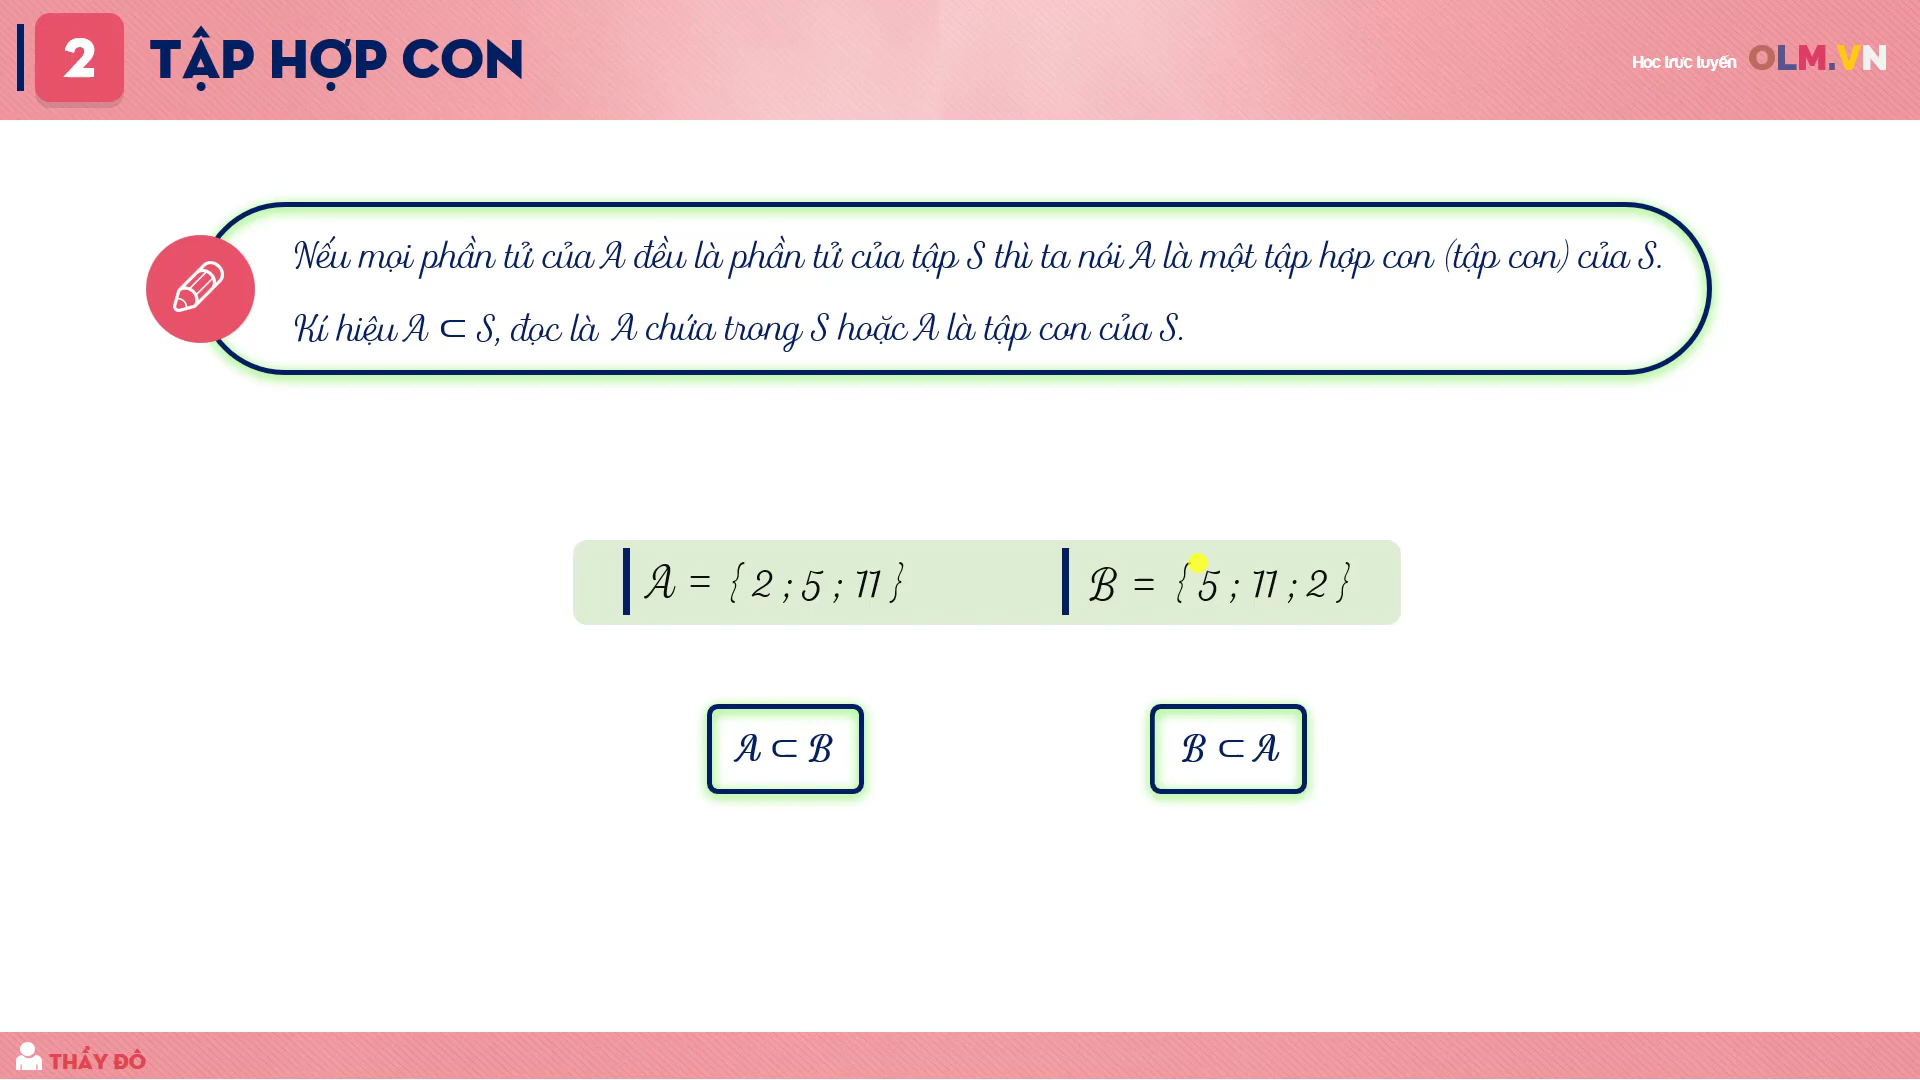 2 TẬP HỢP CON
Học trực tuyến OLM.VN
Nếu mọi phần tử của A đều là phần tử của tập S thì ta nói A là một tập hợp con (tập con) của S.
Kí hiệu A ⊂ S, đọc là A chứa trong S hoặc A là tập con của S.
A = { 2 ; 5 ; 11 } B = { 5 ; 11 ; 2 }
A ⊂ B B ⊂ A
THẦY ĐÔ